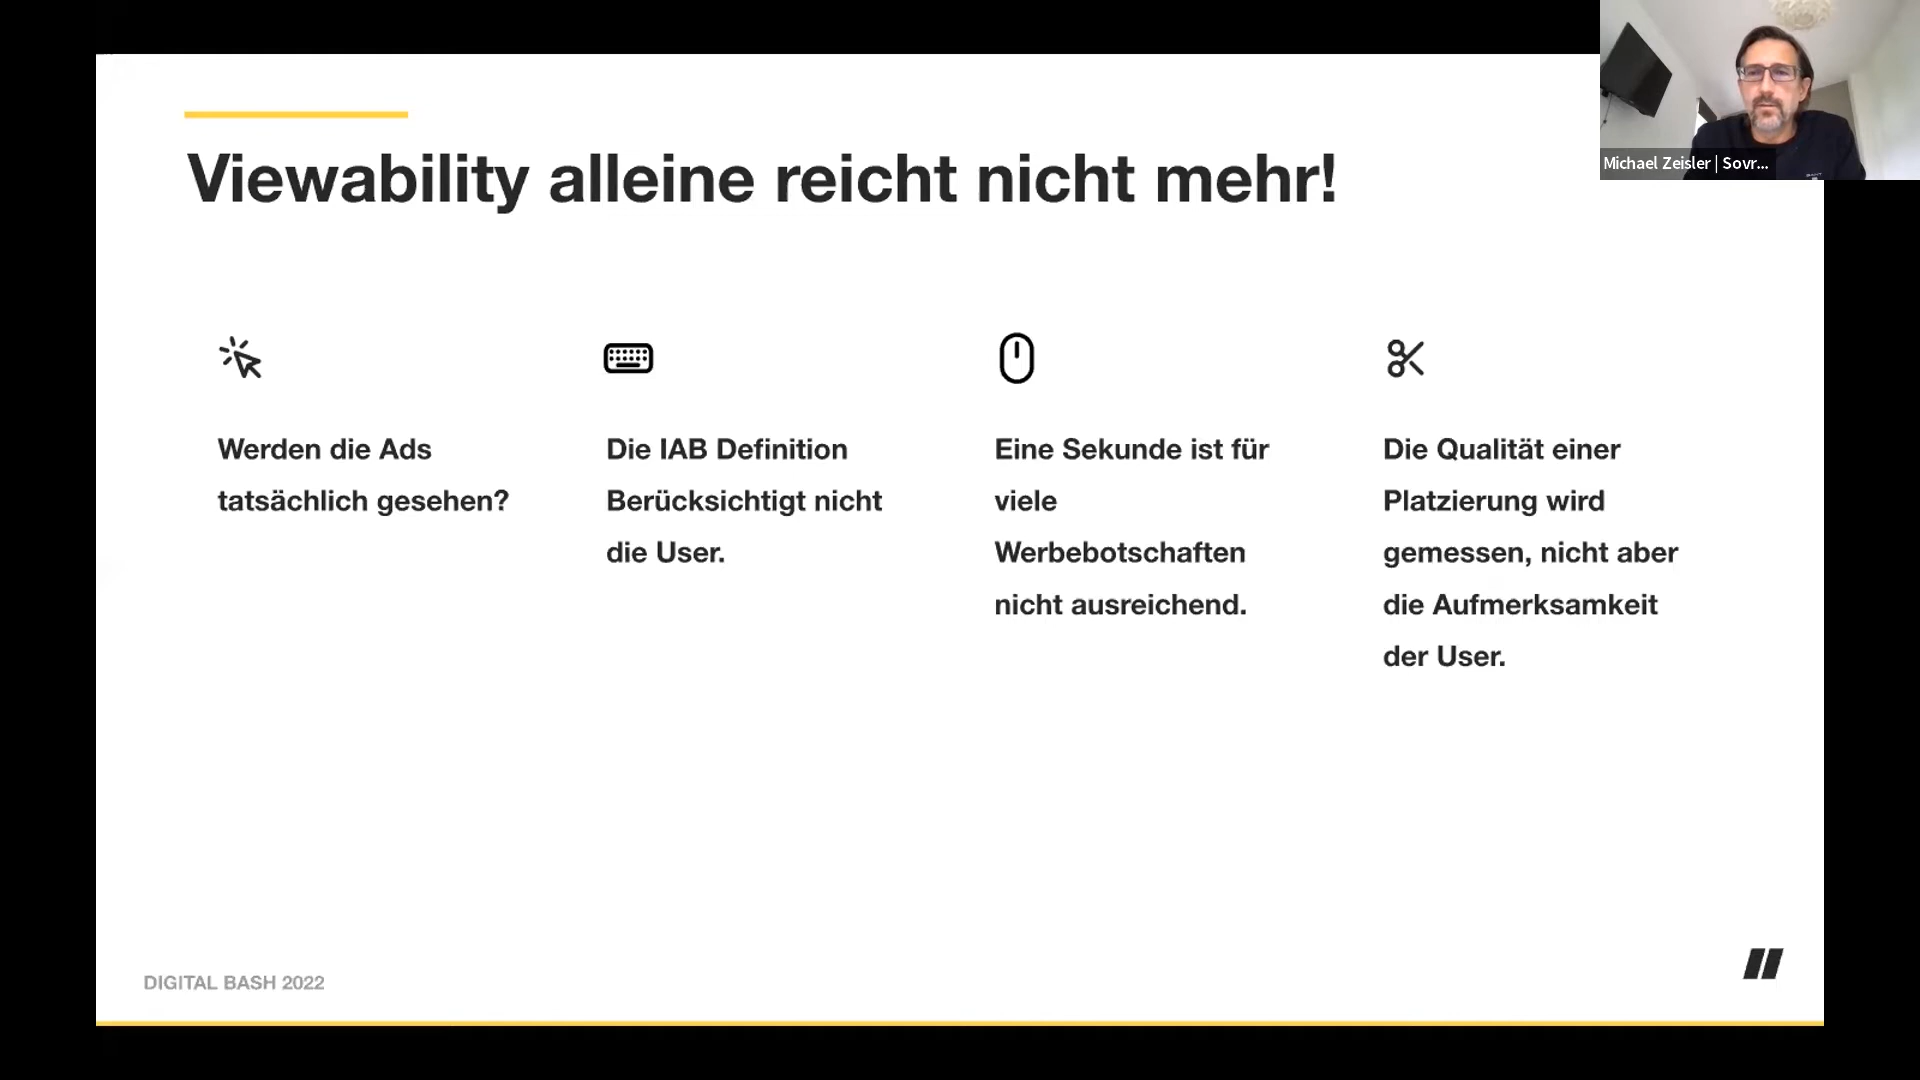 Michael Zeisler | Sovr...
Viewability alleine reicht nicht mehr!
Werden die Ads
tatsächlich gesehen?
Die IAB Definition
Berücksichtigt nicht
die User.
Eine Sekunde ist für
viele
Werbebotschaften
nicht ausreichend.
Die Qualität einer
Platzierung wird
gemessen, nicht aber
die Aufmerksamkeit
der User.
DIGITAL BASH 2022